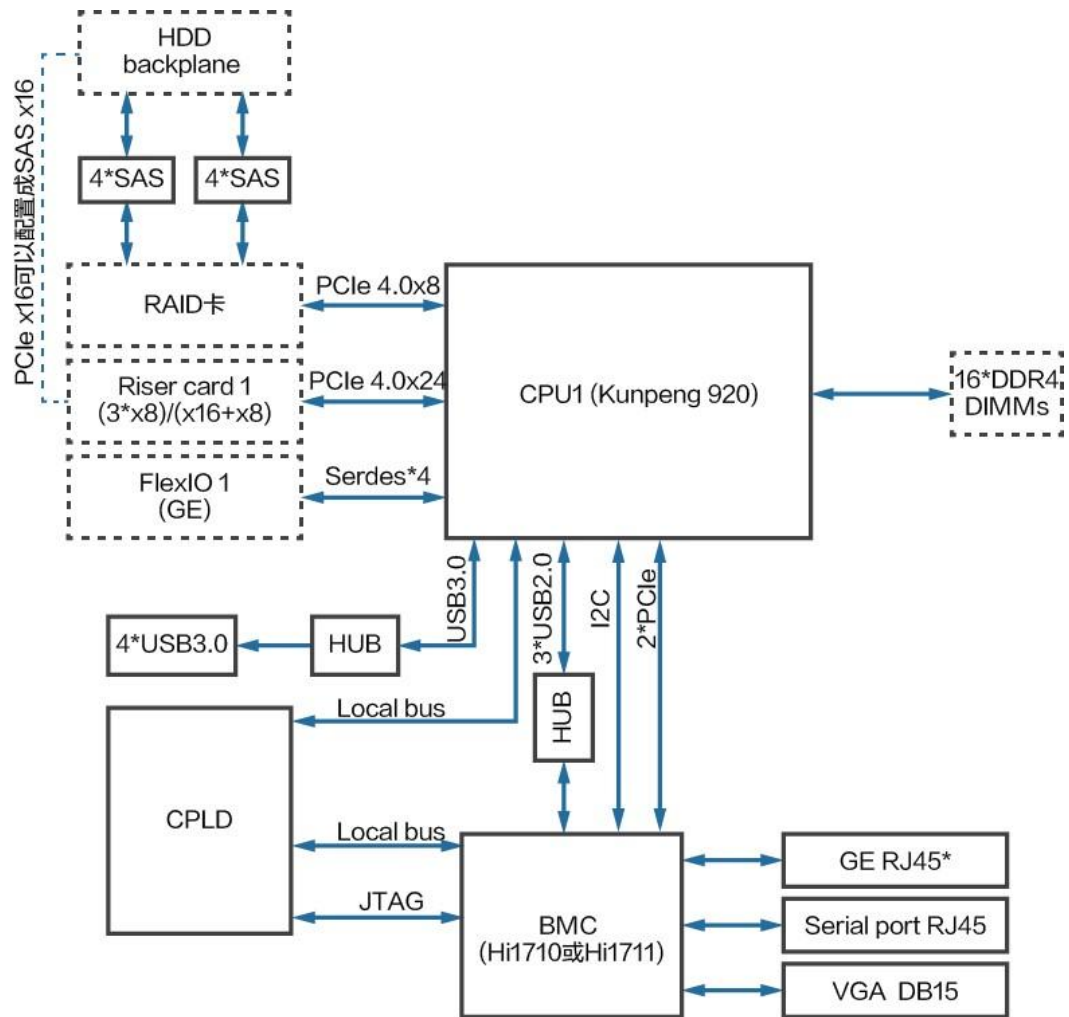 HDD
backplane
PCIe x16可以配置成SAS x16
4*SAS
4*SAS
RAID卡
PCIe 4.0x8
Riser card 1
(3*x8)/(x16+x8)
PCIe 4.0x24
CPU1 (Kunpeng 920)
16*DDR4
DIMMs
FlexIO 1
(GE)
Serdes*4
USB3.0
3*USB2.0
I2C
2*PCIe
4*USB3.0
HUB
HUB
Local bus
CPLD
Local bus
JTAG
BMC
(Hi1710或Hi1711)
GE RJ45*
Serial port RJ45
VGA DB15